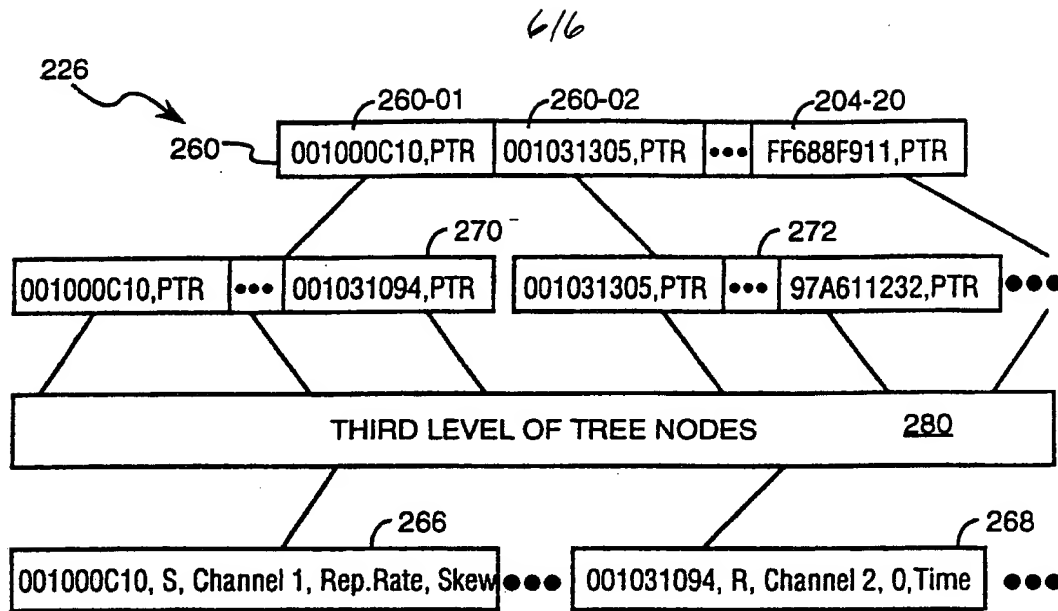 6/6
226
260-01 260-02 204-20
260 001000C10,PTR 001031305,PTR ●●● FF688F911,PTR
270 272
001000C10,PTR ●●● 001031094,PTR 001031305,PTR ●●● 97A611232,PTR ●●●
THIRD LEVEL OF TREE NODES 280
266 268
001000C10, S, Channel 1, Rep.Rate, Skew ●●● 001031094, R, Channel 2, 0,Time ●●●